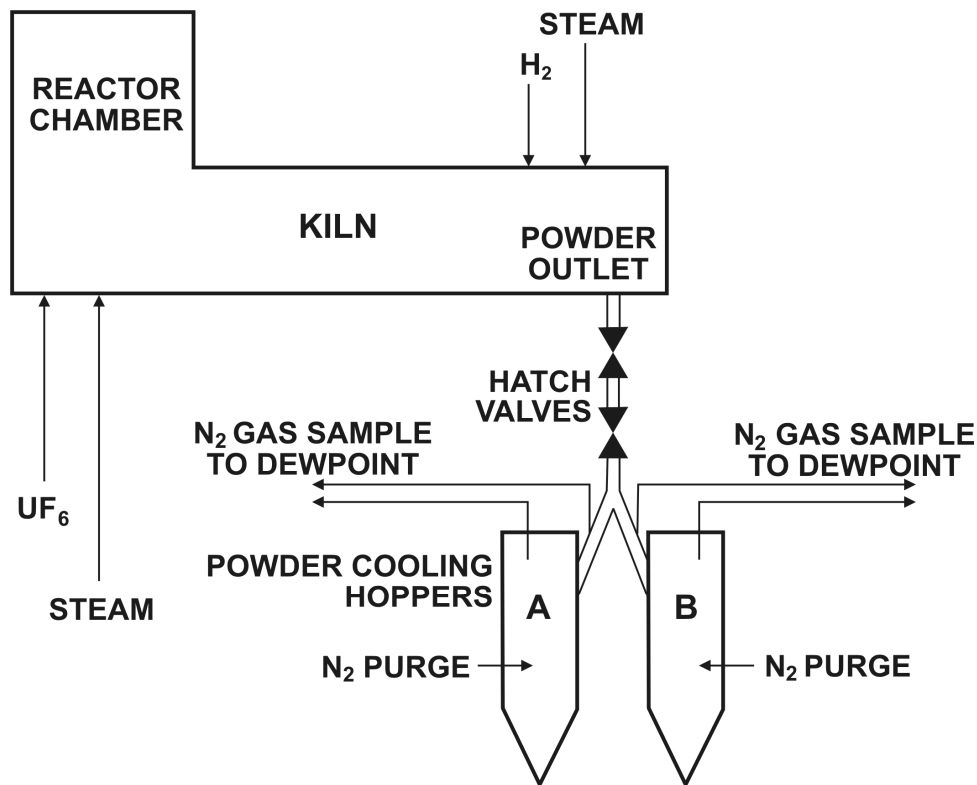 STEAM
H₂
REACTOR
CHAMBER
KILN
POWDER
OUTLET
HATCH
VALVES
N₂ GAS SAMPLE
TO DEWPOINT
N₂ GAS SAMPLE
TO DEWPOINT
UF₆
STEAM
POWDER COOLING
HOPPERS
A
B
N₂ PURGE
N₂ PURGE